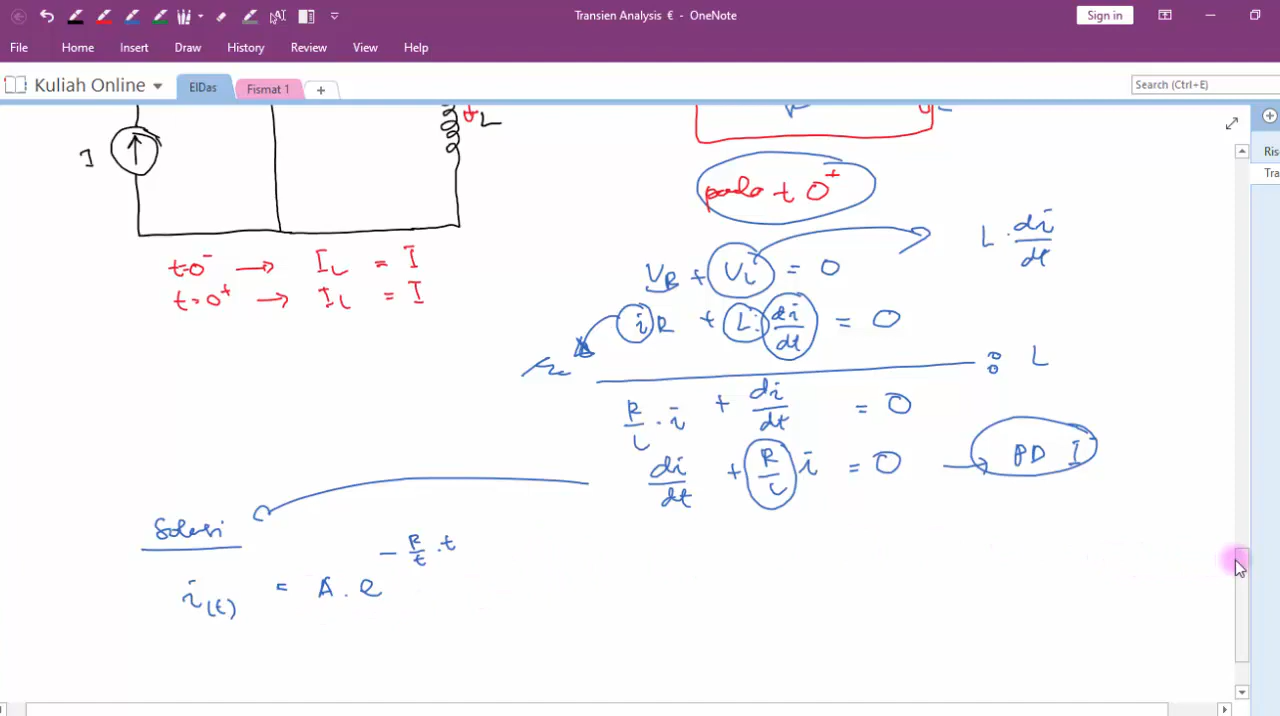 Transien Analysis € - OneNote
Sign in
File Home Insert Draw History Review View Help
Kuliah Online ElDas Fismat 1 +
Search (Ctrl+E)
Ris
Tra
I
L
pada t 0⁺
t=0⁻ → I_L = I
t=0⁺ → I_L = I
V_R + V_L = 0
L · di/dt
iR + L · di/dt = 0
: L
R/L · i + di/dt = 0
di/dt + R/L i = 0 → PD I
Solusi
i(t) = A . e^(- R/t . t)